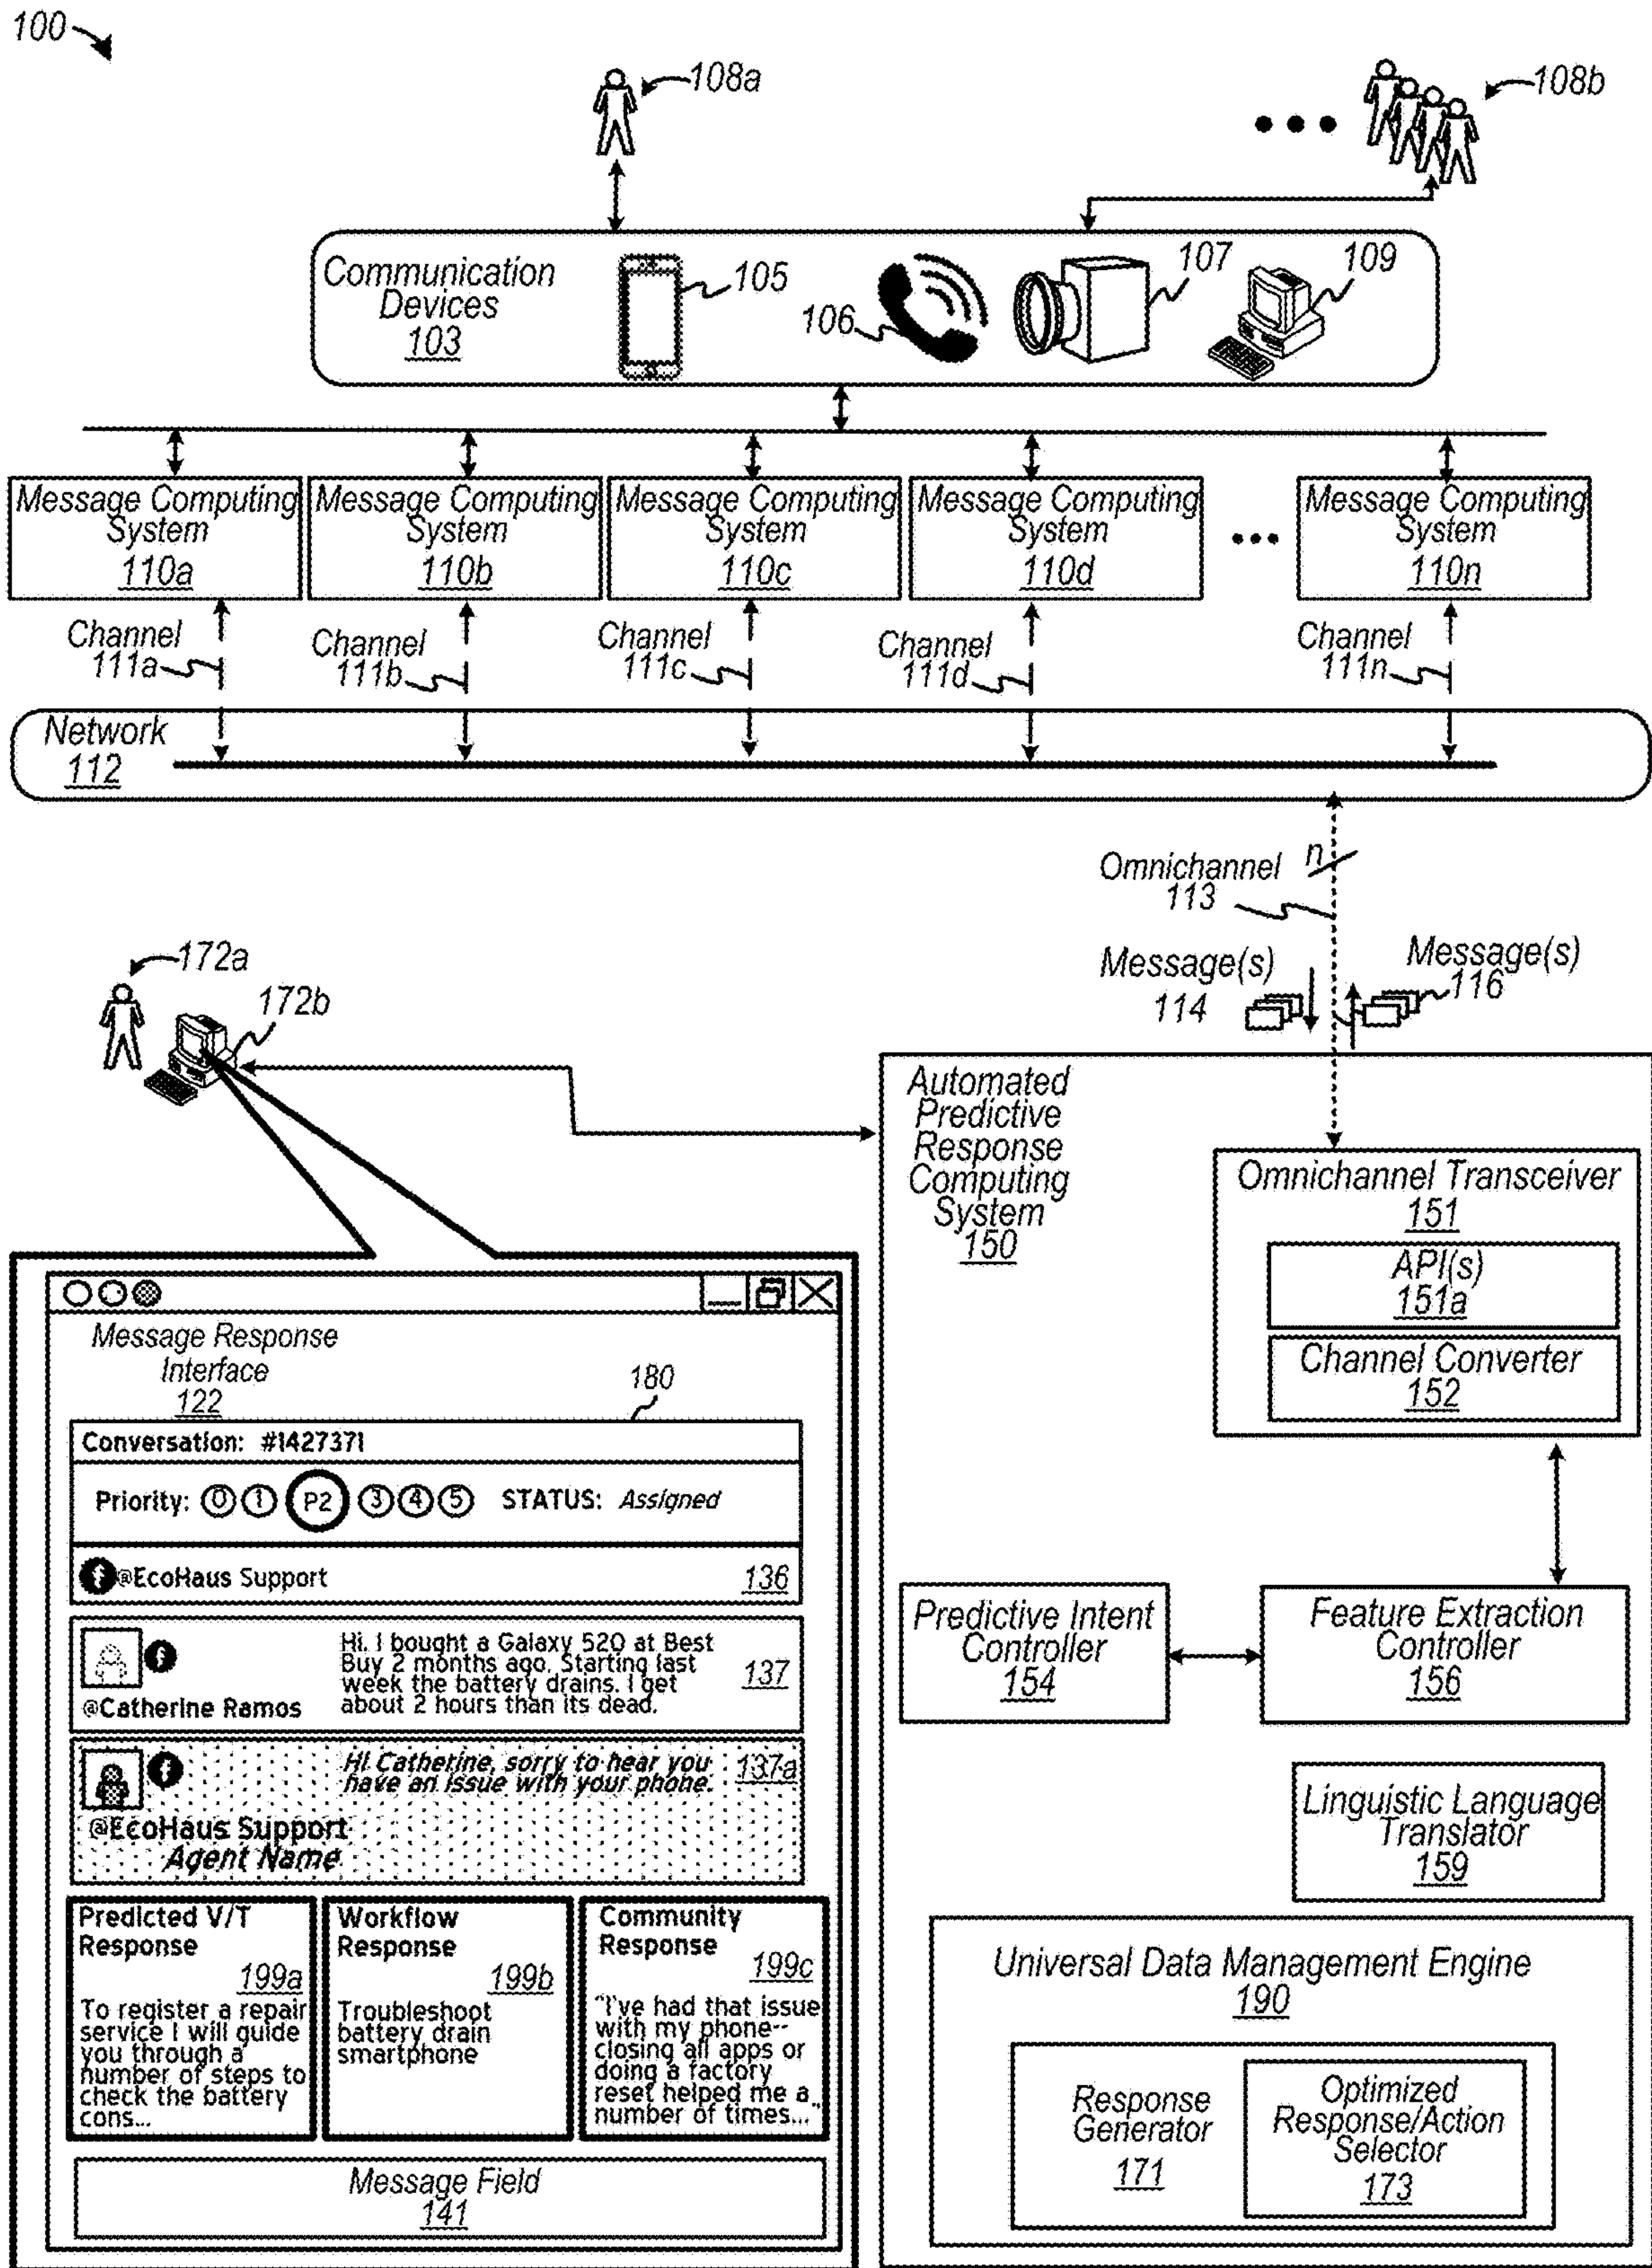 100
108a
108b
Communication
Devices
103
105
106
107
109
Message Computing
System
110a
Message Computing
System
110b
Message Computing
System
110c
Message Computing
System
110d
Message Computing
System
110n
Channel
111a
Channel
111b
Channel
111c
Channel
111d
Channel
111n
Network
112
Omnichannel
113
n
Message(s)
114
Message(s)
116
172a
172b
Automated
Predictive
Response
Computing
System
150
Omnichannel Transceiver
151
API(s)
151a
Channel Converter
152
Predictive Intent
Controller
154
Feature Extraction
Controller
156
Linguistic Language
Translator
159
Universal Data Management Engine
190
Response
Generator
171
Optimized
Response/Action
Selector
173
Message Response
Interface
122
180
Conversation: #1427371
Priority: 0 1 P2 3 4 5 STATUS: Assigned
f @EcoHaus Support 136
f
@Catherine Ramos
Hi. I bought a Galaxy 520 at Best
Buy 2 months ago. Starting last
week the battery drains. I get
about 2 hours than its dead.
137
f
Hi Catherine, sorry to hear you
have an issue with your phone.
137a
@EcoHaus Support
Agent Name
Predicted V/T
Response
199a
To register a repair
service I will guide
you through a
number of steps to
check the battery
cons...
Workflow
Response
199b
Troubleshoot
battery drain
smartphone
Community
Response
199c
"I've had that issue
with my phone--
closing all apps or
doing a factory
reset helped me a
number of times..."
Message Field
141